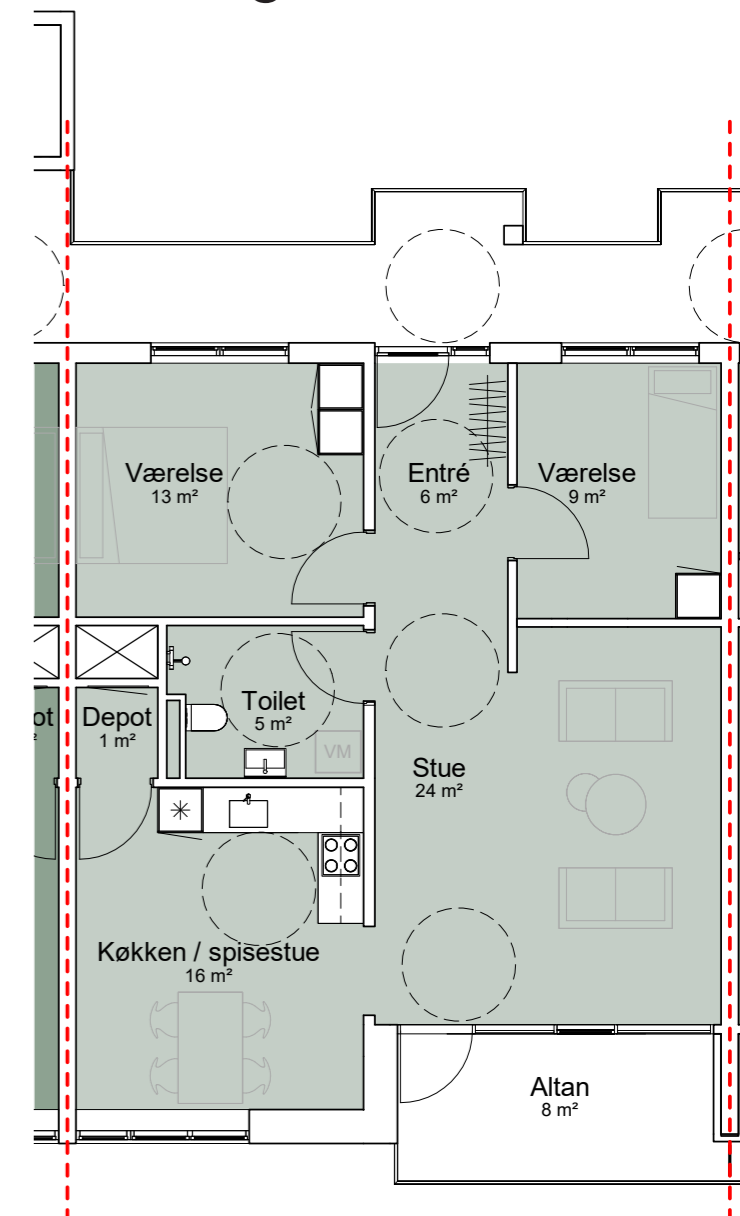 Værelse
13 m²
Entré
6 m²
Værelse
9 m²
Toilet
5 m²
VM
Depot
1 m²
Stue
24 m²
Køkken / spisestue
16 m²
Altan
8 m²